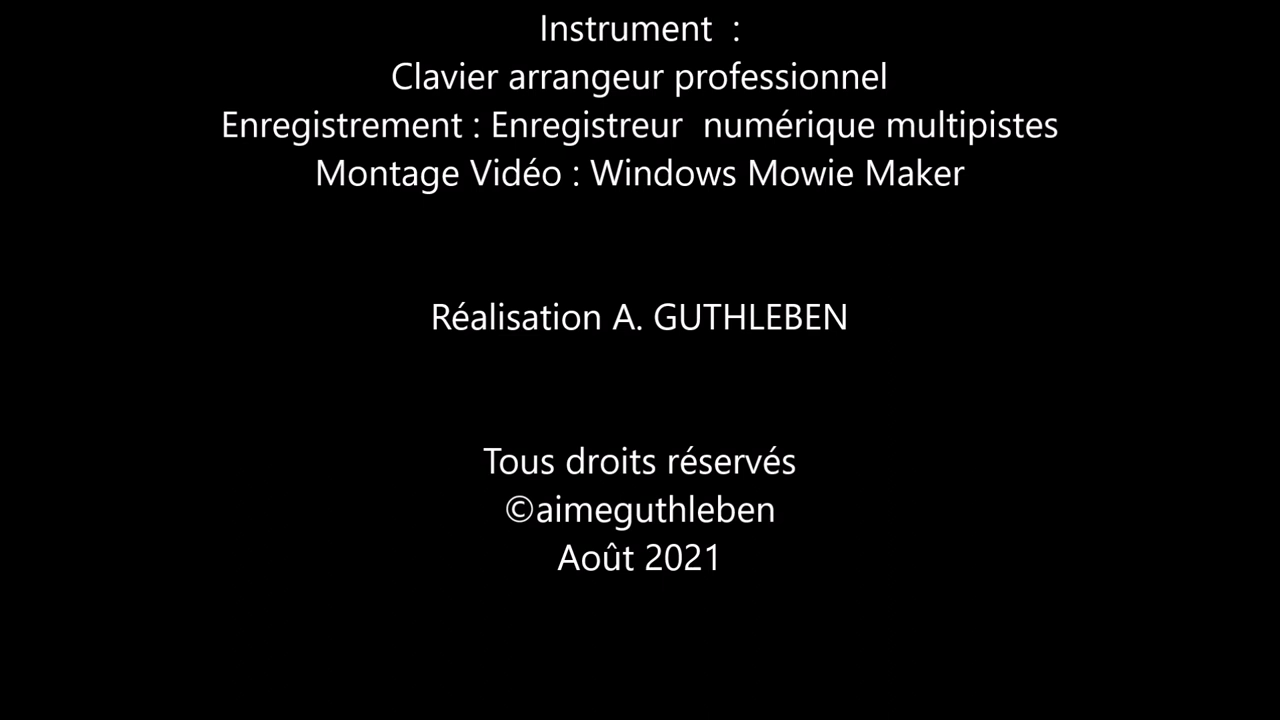 Instrument  :
Clavier arrangeur professionnel
Enregistrement : Enregistreur  numérique multipistes
Montage Vidéo : Windows Mowie Maker
Réalisation A. GUTHLEBEN
Tous droits réservés
©aimeguthleben
Août 2021